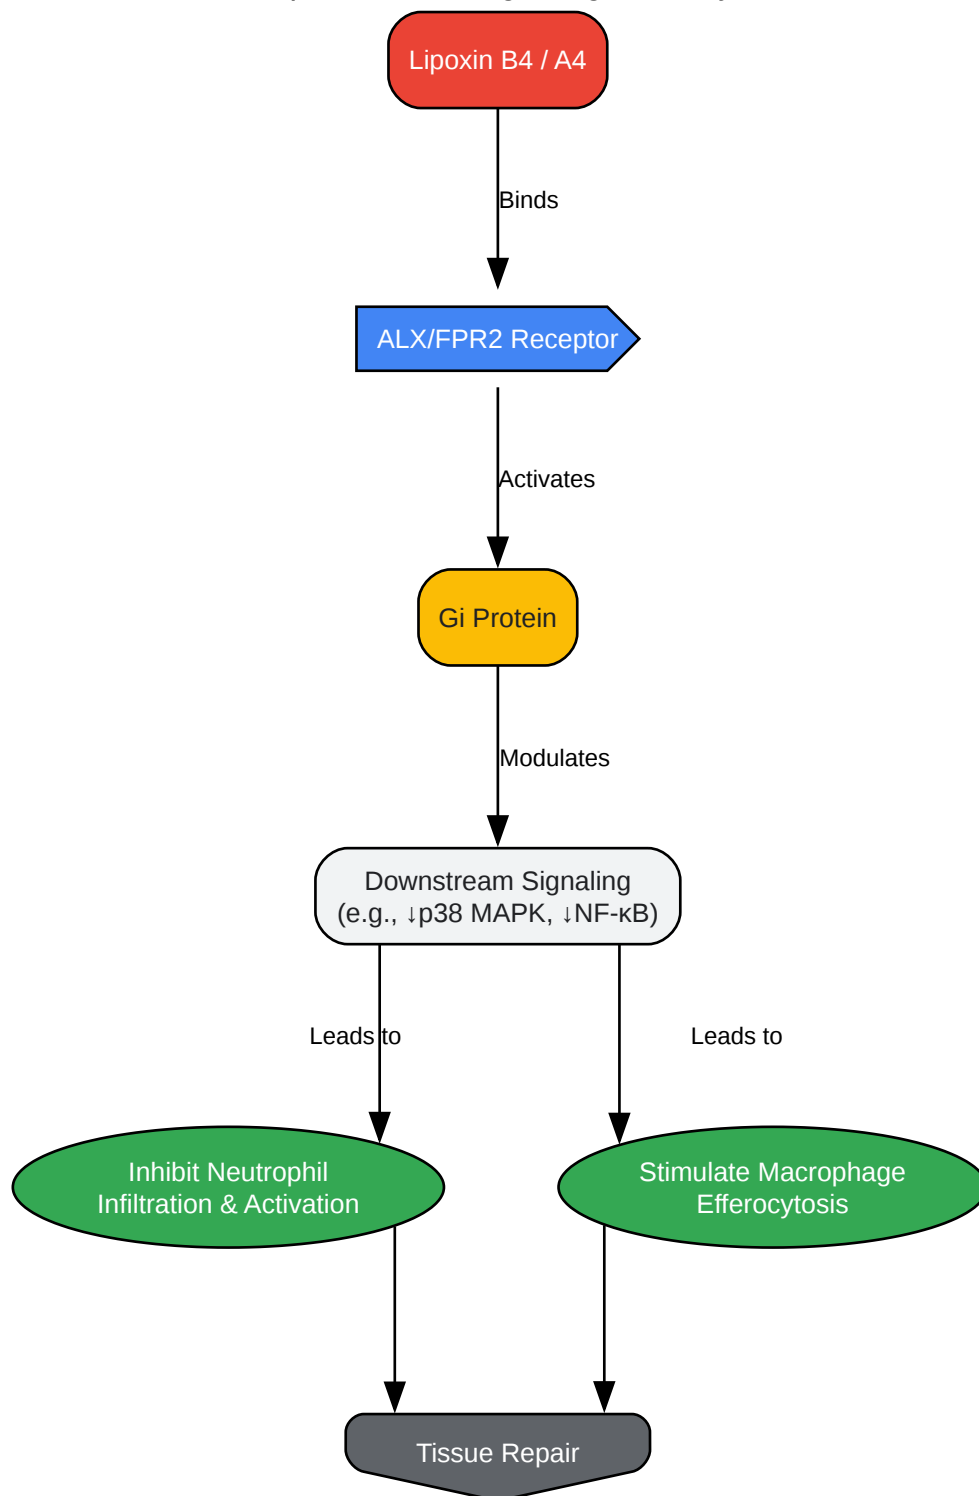 Lipoxin B4 / A4
Binds
ALX/FPR2 Receptor
Activates
Gi Protein
Modulates
Downstream Signaling
(e.g., ↓p38 MAPK, ↓NF-κB)
Leads to
Leads to
Inhibit Neutrophil
Infiltration & Activation
Stimulate Macrophage
Efferocytosis
Tissue Repair